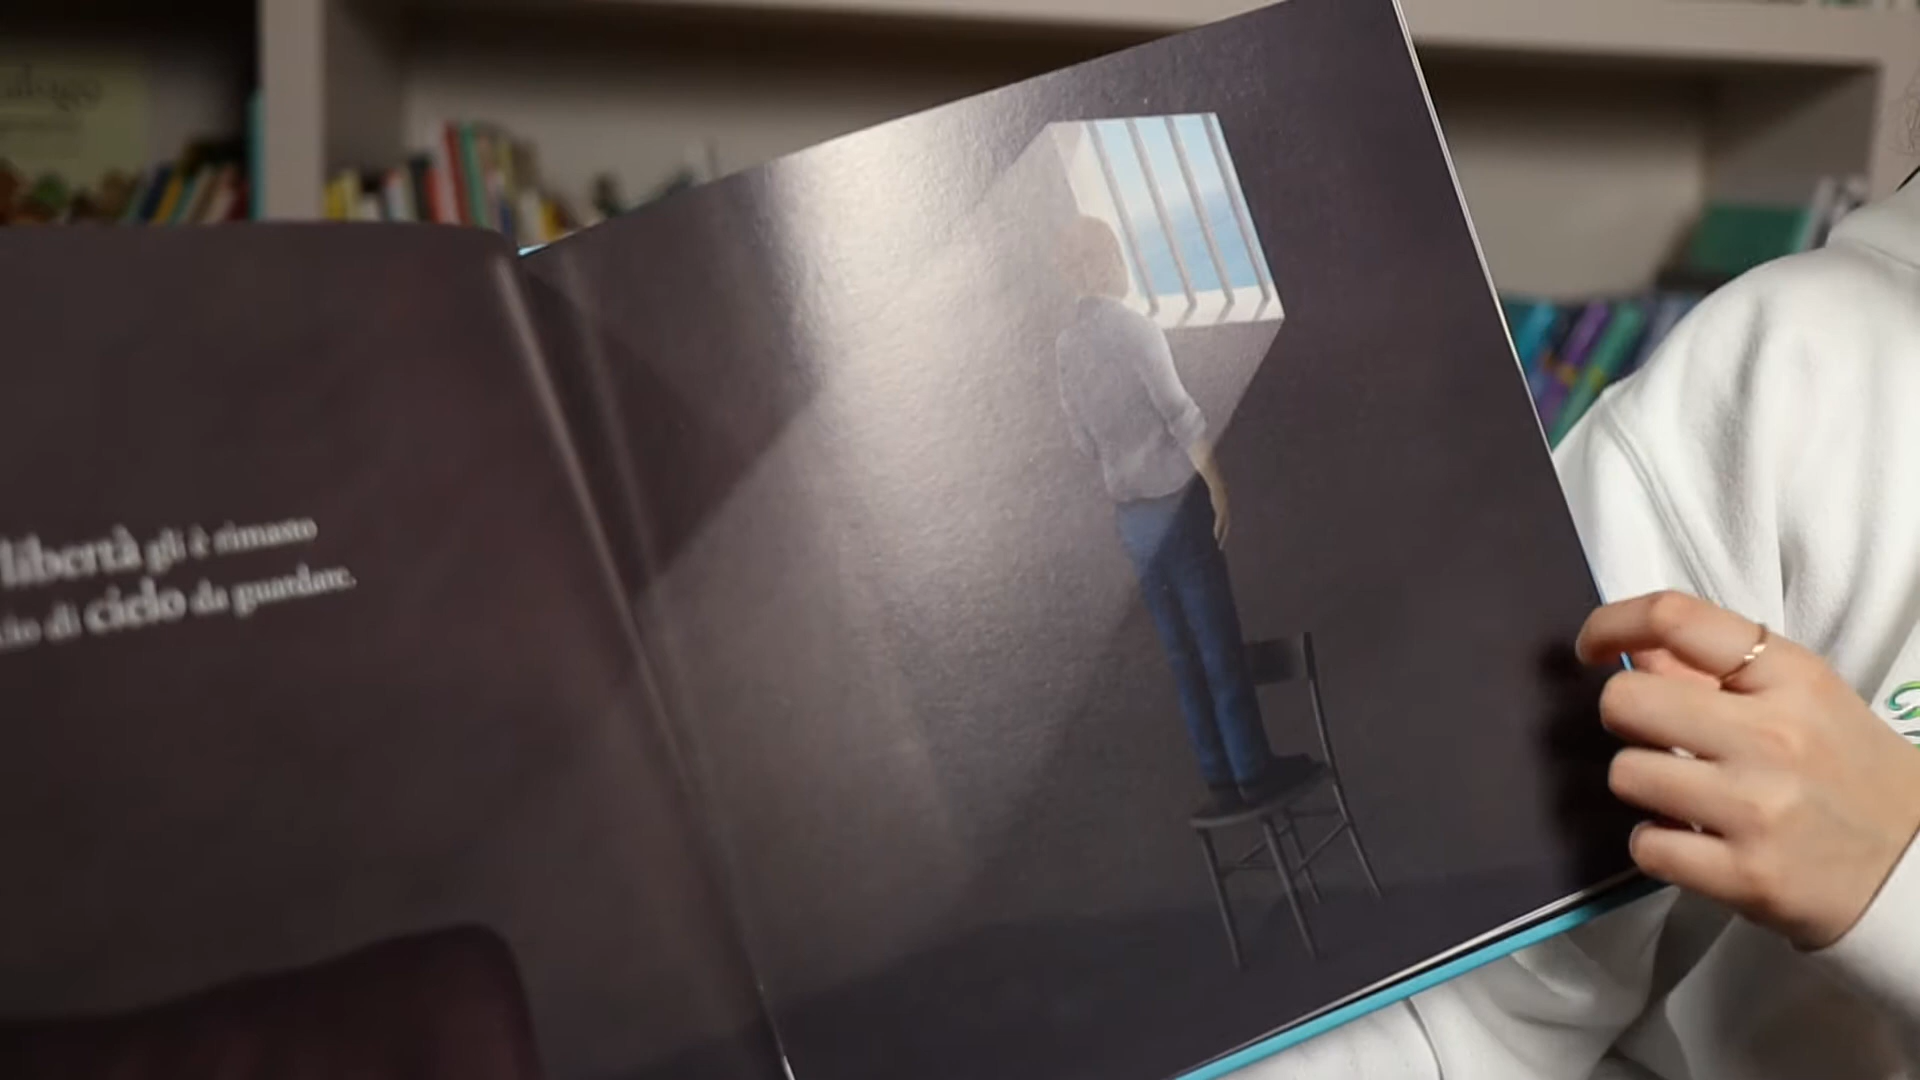 libertà gli è rimasto
di cielo da guardare.